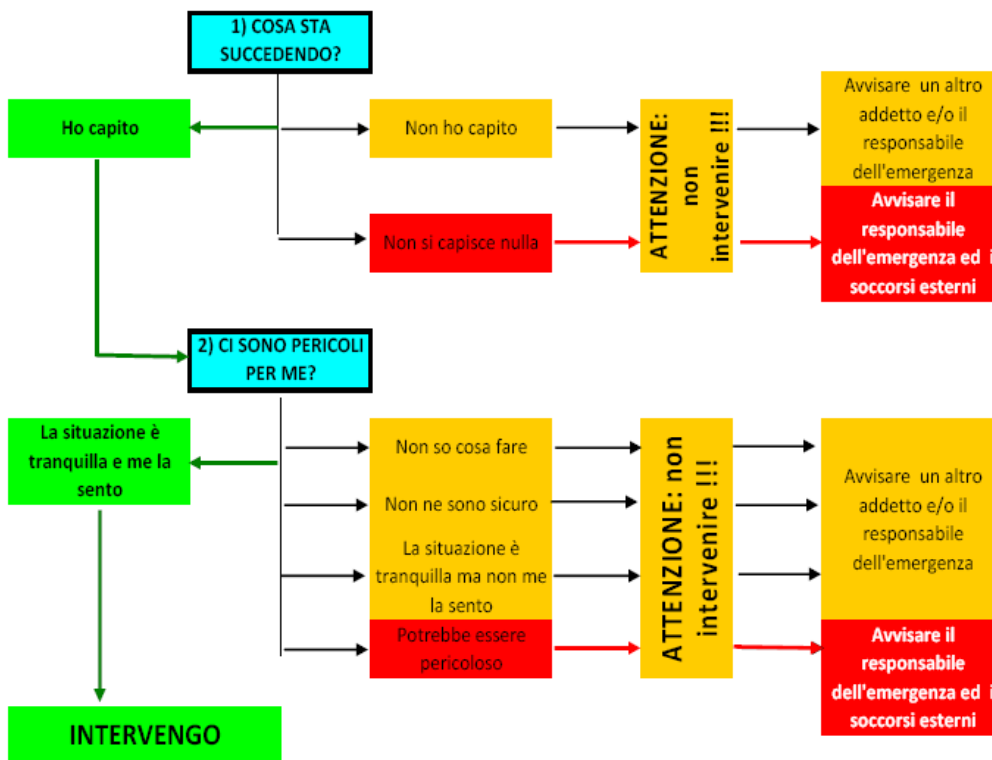 1) COSA STA
SUCCEDENDO?
Ho capito
Non ho capito
ATTENZIONE:
non
intervenire !!!
Avvisare un altro
addetto e/o il
responsabile
dell'emergenza
Non si capisce nulla
Avvisare il
responsabile
dell'emergenza ed i
soccorsi esterni
2) CI SONO PERICOLI
PER ME?
La situazione è
tranquilla e me la
sento
Non so cosa fare
Non ne sono sicuro
La situazione è
tranquilla ma non me
la sento
Potrebbe essere
pericoloso
ATTENZIONE: non
intervenire !!!
Avvisare un altro
addetto e/o il
responsabile
dell'emergenza
Avvisare il
responsabile
dell'emergenza ed i
soccorsi esterni
INTERVENGO